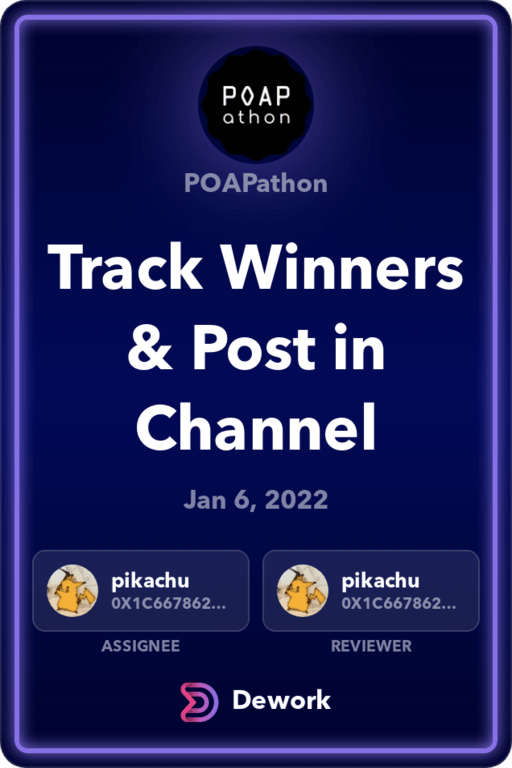 POAP
athon
POAPathon
Track Winners
& Post in
Channel
Jan 6, 2022
pikachu
0X1C667862...
ASSIGNEE
pikachu
0X1C667862...
REVIEWER
Dework